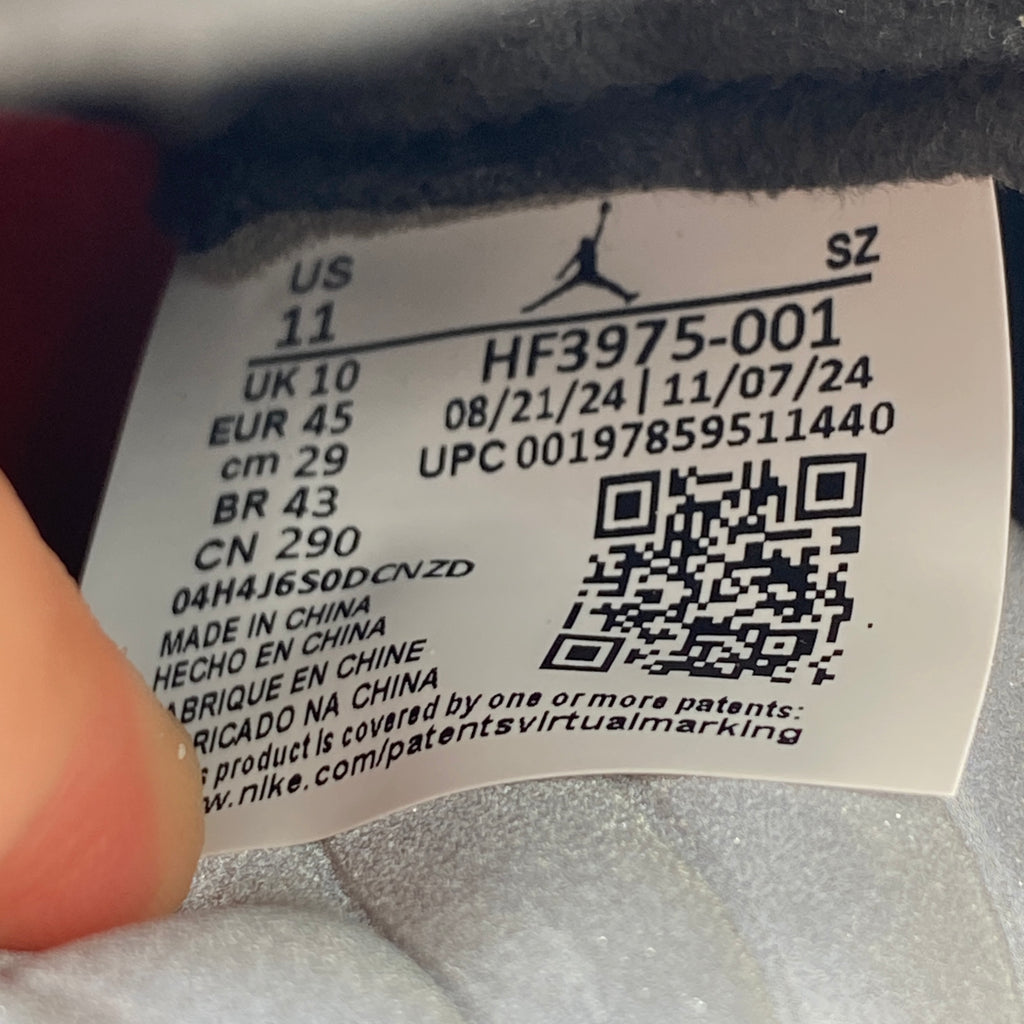 US
11
SZ
UK 10
EUR 45
cm 29
BR 43
CN 290
HF3975-001
08/21/24 | 11/07/24
UPC 00197859511440
04H4J6S0DCNZD
MADE IN CHINA
HECHO EN CHINA
ABRIQUE EN CHINE
RICADO NA CHINA
s product is covered by one or more patents:
w.nike.com/patentsvirtualmarking